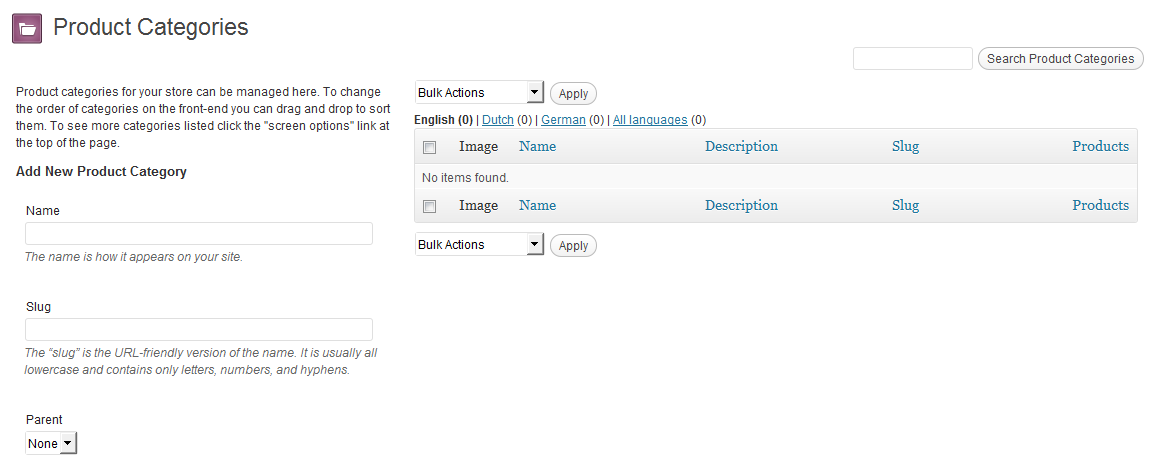 Product Categories
Search Product Categories
Product categories for your store can be managed here. To change
the order of categories on the front-end you can drag and drop to sort
them. To see more categories listed click the "screen options" link at
the top of the page.
Add New Product Category
Name
The name is how it appears on your site.
Slug
The “slug” is the URL-friendly version of the name. It is usually all
lowercase and contains only letters, numbers, and hyphens.
Parent
None
Bulk Actions Apply
English (0) | Dutch (0) | German (0) | All languages (0)
Image Name Description Slug Products
No items found.
Image Name Description Slug Products
Bulk Actions Apply